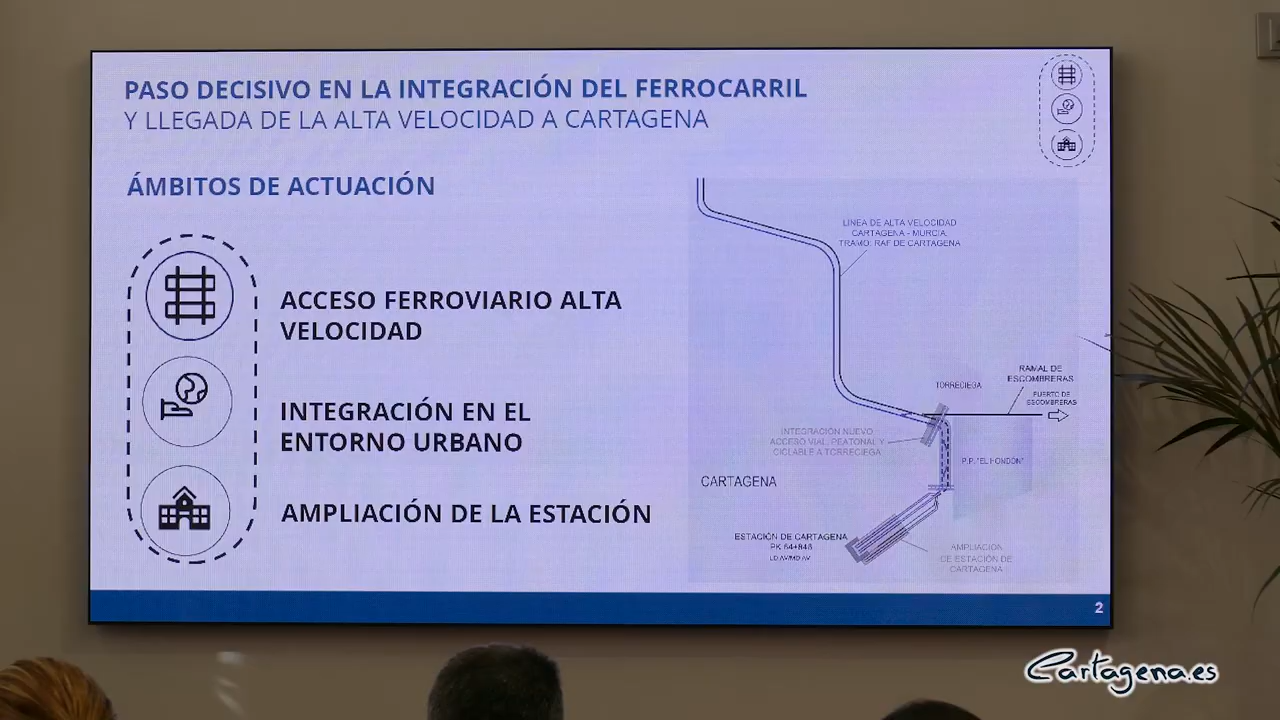 PASO DECISIVO EN LA INTEGRACIÓN DEL FERROCARRIL
Y LLEGADA DE LA ALTA VELOCIDAD A CARTAGENA
ÁMBITOS DE ACTUACIÓN
ACCESO FERROVIARIO ALTA
VELOCIDAD
INTEGRACIÓN EN EL
ENTORNO URBANO
AMPLIACIÓN DE LA ESTACIÓN
LINEA DE ALTA VELOCIDAD
CARTAGENA - MURCIA.
TRAMO: RAF DE CARTAGENA
RAMAL DE
ESCOMBRERAS
TORRECIEGA
PUERTO DE
ESCOMBRERAS
INTEGRACIÓN NUEVO
ACCESO VIAL, PEATONAL Y
CICLABLE A TORRECIEGA
P.P. "EL HONDÓN"
CARTAGENA
ESTACIÓN DE CARTAGENA
AMPLIACIÓN
DE ESTACIÓN DE
CARTAGENA
2
Cartagena.es